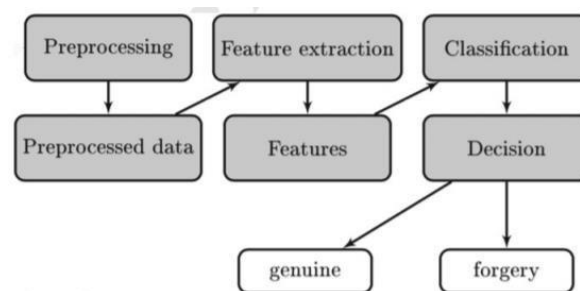 Preprocessing
Feature extraction
Classification
Preprocessed data
Features
Decision
genuine
forgery